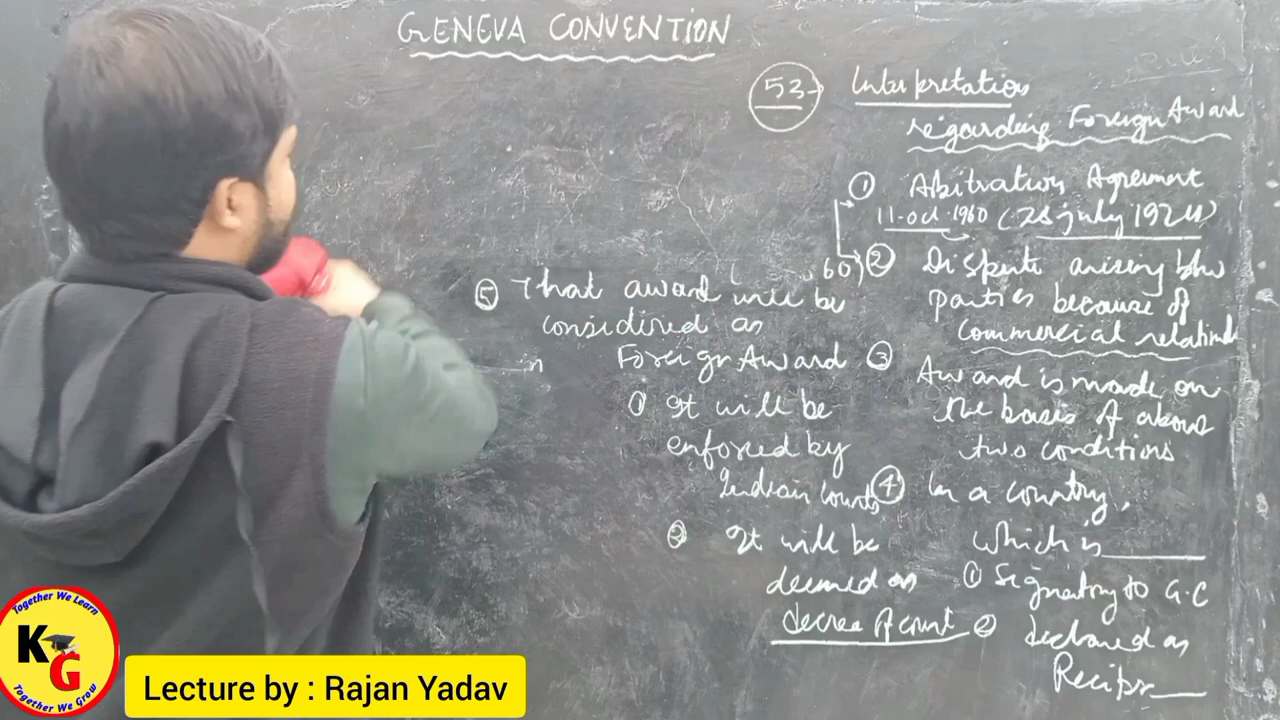 GENEVA CONVENTION
53 → Interpretation
regarding Foreign Award
① Arbitration Agreement
11-oct-1960 (28 july 1924)
② Dispute arising b/w
parties because of
commercial relation
③ Award is made on
the basis of above
two conditions
④ In a country,
which is
① Signatory to G.C
② declared as
Recipr
⑤ That award will be
considered as
Foreign Award
① It will be
enforced by
Indian Courts
② It will be
deemed as
decree of court
Together We Learn
KG
Together We Grow
Lecture by : Rajan Yadav